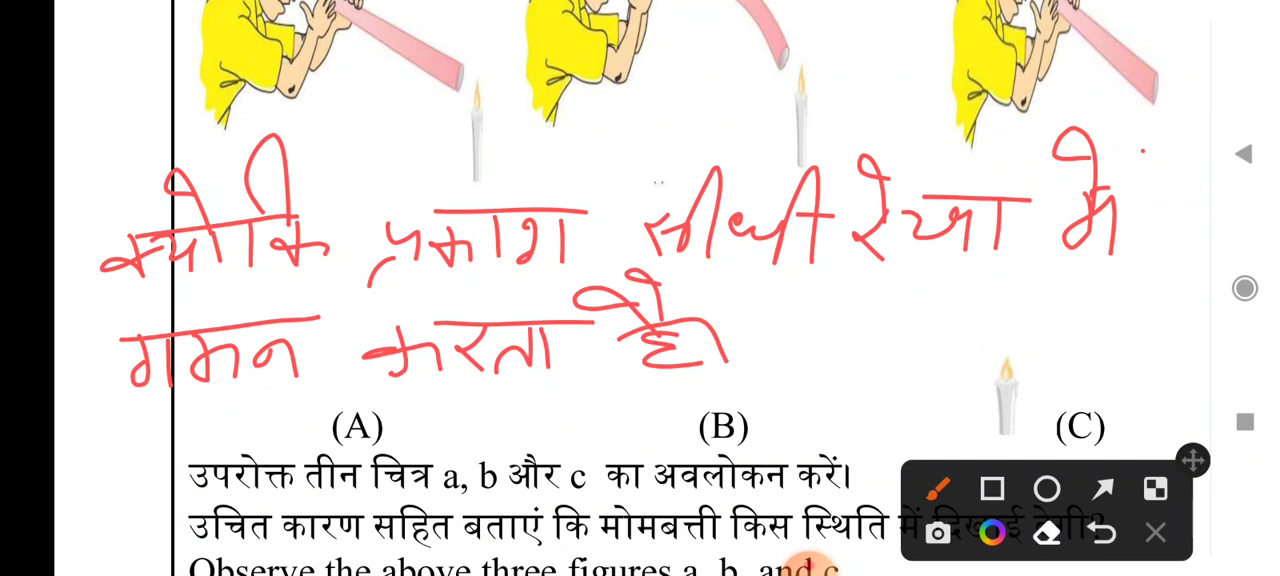 क्योंकि प्रकाश सीधी रेखा में
गमन करता है।
(A) (B) (C)
उपरोक्त तीन चित्र a, b और c का अवलोकन करें।
उचित कारण सहित बताएं कि मोमबत्ती किस स्थिति में दिखाई देगी?
Observe the above three figures a, b, and c